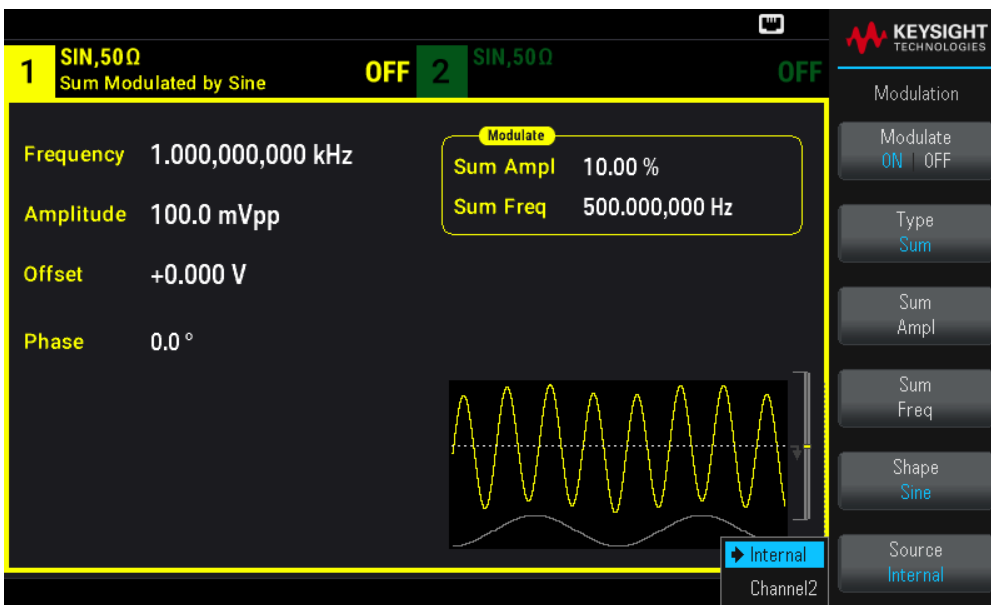 KEYSIGHT
TECHNOLOGIES
1
SIN,50Ω
Sum Modulated by Sine
OFF
2
SIN,50Ω
OFF
Frequency 1.000,000,000 kHz
Amplitude 100.0 mVpp
Offset +0.000 V
Phase 0.0 °
Modulate
Sum Ampl 10.00 %
Sum Freq 500.000,000 Hz
Internal
Channel2
Modulation
Modulate
ON | OFF
Type
Sum
Sum
Ampl
Sum
Freq
Shape
Sine
Source
Internal